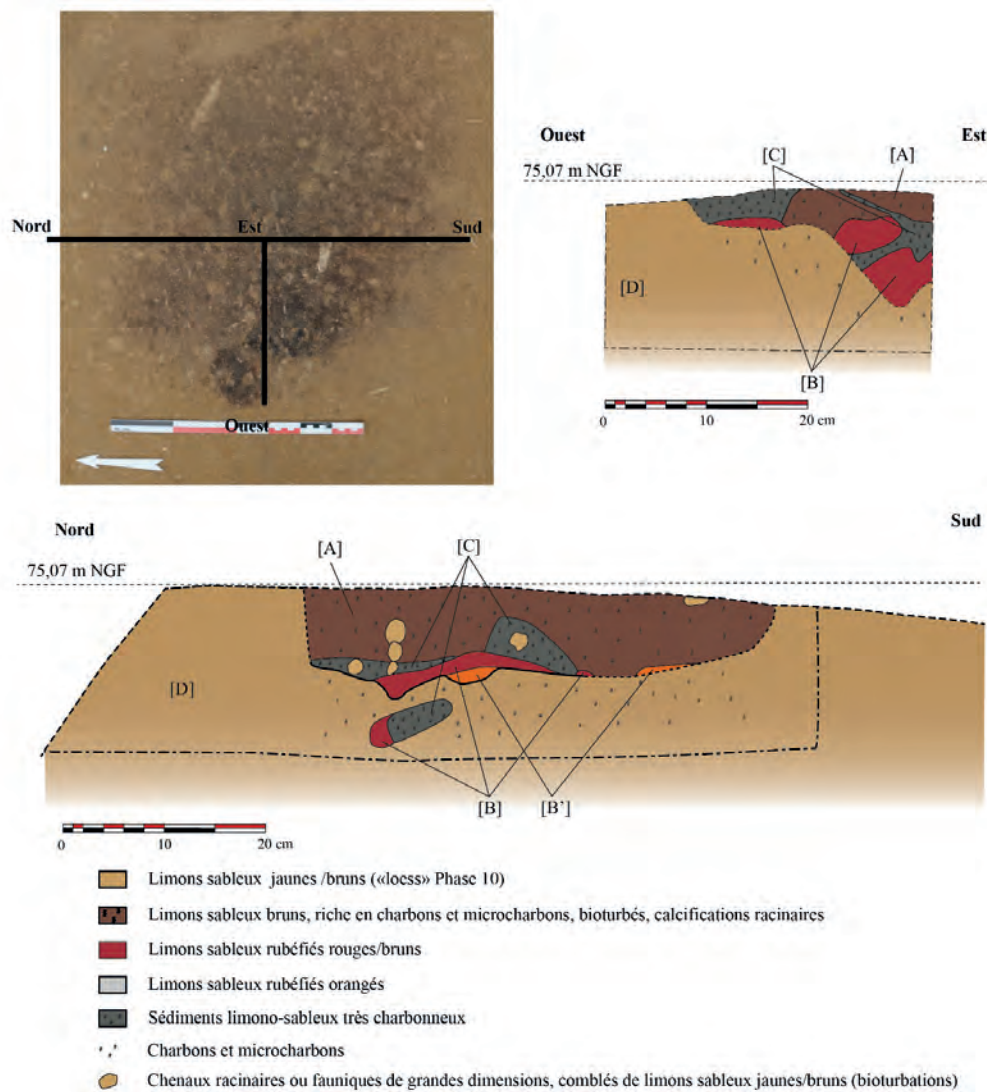 Nord
Est
Sud
Ouest
Ouest
Est
75,07 m NGF
[C]
[A]
[D]
[B]
0
10
20 cm
Nord
Sud
75,07 m NGF
[A]
[C]
[D]
[B]
[B']
0
10
20 cm
Limons sableux jaunes /bruns («loess» Phase 10)
Limons sableux bruns, riche en charbons et microcharbons, bioturbés, calcifications racinaires
Limons sableux rubéfiés rouges/bruns
Limons sableux rubéfiés orangés
Sédiments limono-sableux très charbonneux
Charbons et microcharbons
Chenaux racinaires ou fauniques de grandes dimensions, comblés de limons sableux jaunes/bruns (bioturbations)